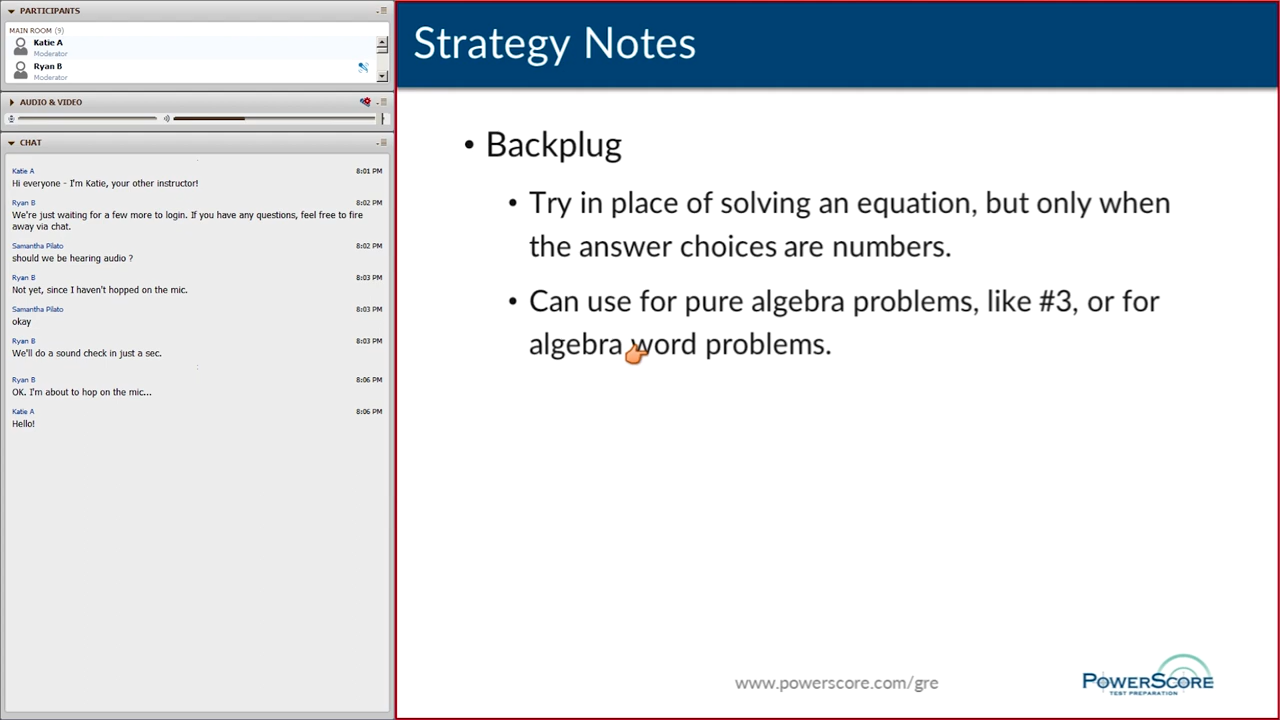 PARTICIPANTS
MAIN ROOM (9)
Katie A
Moderator
Ryan B
Moderator
AUDIO & VIDEO
CHAT
Katie A 8:01 PM
Hi everyone - I'm Katie, your other instructor!
Ryan B 8:02 PM
We're just waiting for a few more to login. If you have any questions, feel free to fire
away via chat.
Samantha Pilato 8:02 PM
should we be hearing audio ?
Ryan B 8:03 PM
Not yet, since I haven't hopped on the mic.
Samantha Pilato 8:03 PM
okay
Ryan B 8:03 PM
We'll do a sound check in just a sec.
Ryan B 8:06 PM
OK. I'm about to hop on the mic...
Katie A 8:06 PM
Hello!
Strategy Notes
• Backplug
• Try in place of solving an equation, but only when
the answer choices are numbers.
• Can use for pure algebra problems, like #3, or for
algebra word problems.
www.powerscore.com/gre
POWERSCORE
TEST PREPARATION